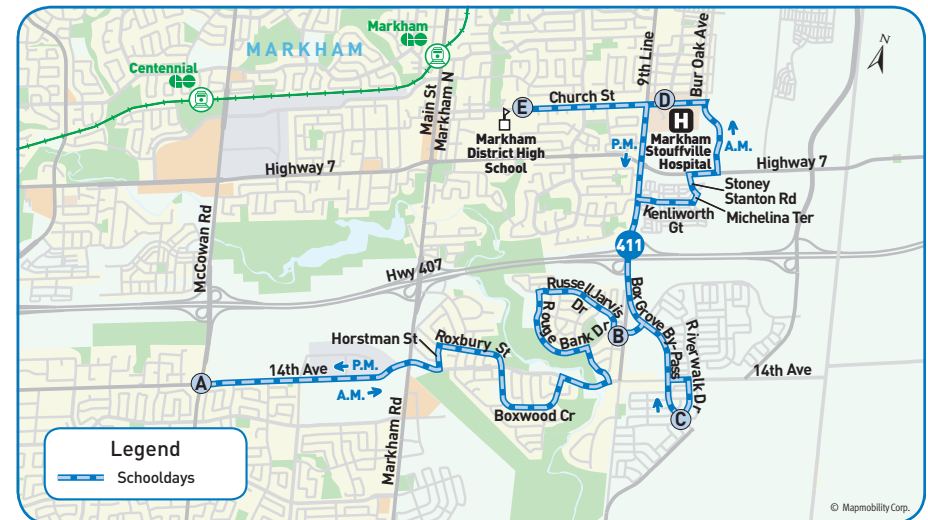 MARKHAM
Markham
Centennial
Main St
Markham N
9th Line
Bur Oak Ave
N
E
Church St
D
H
Markham
District High
School
Markham
Stouffville
Hospital
P.M.
A.M.
Highway 7
Highway 7
Stoney
Stanton Rd
Michelina Ter
Kenliworth
Gt
McCowan Rd
411
Hwy 407
Russell Jarvis
Dr
Rouge
Bank Dr
B
Box Grove By-Pass
Riverwalk Dr
Horstman St
Roxbury St
14th Ave
P.M.
A.M.
A
14th Ave
Boxwood Cr
C
Markham Rd
Legend
Schooldays
© Mapmobility Corp.